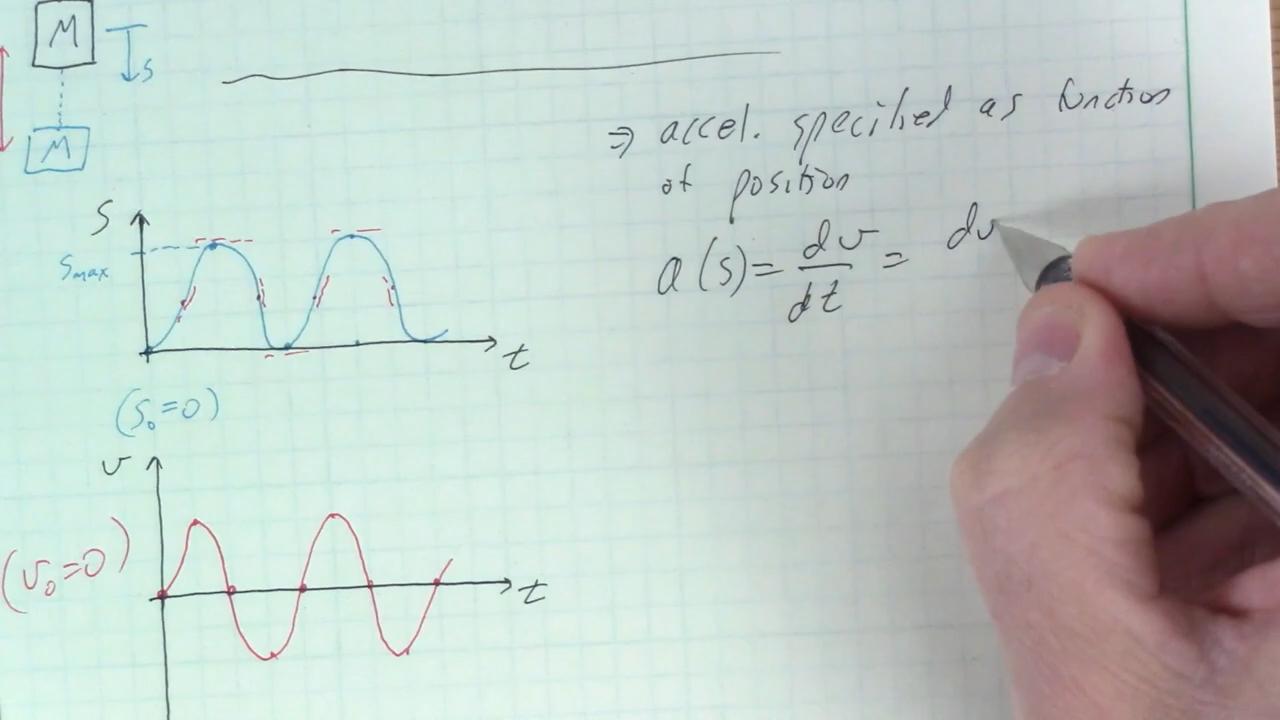 M
s
M
⇒ accel. specified as function
of position
a(s) = dv/dt = dv
s
smax
t
(s₀=0)
v
(v₀=0)
t